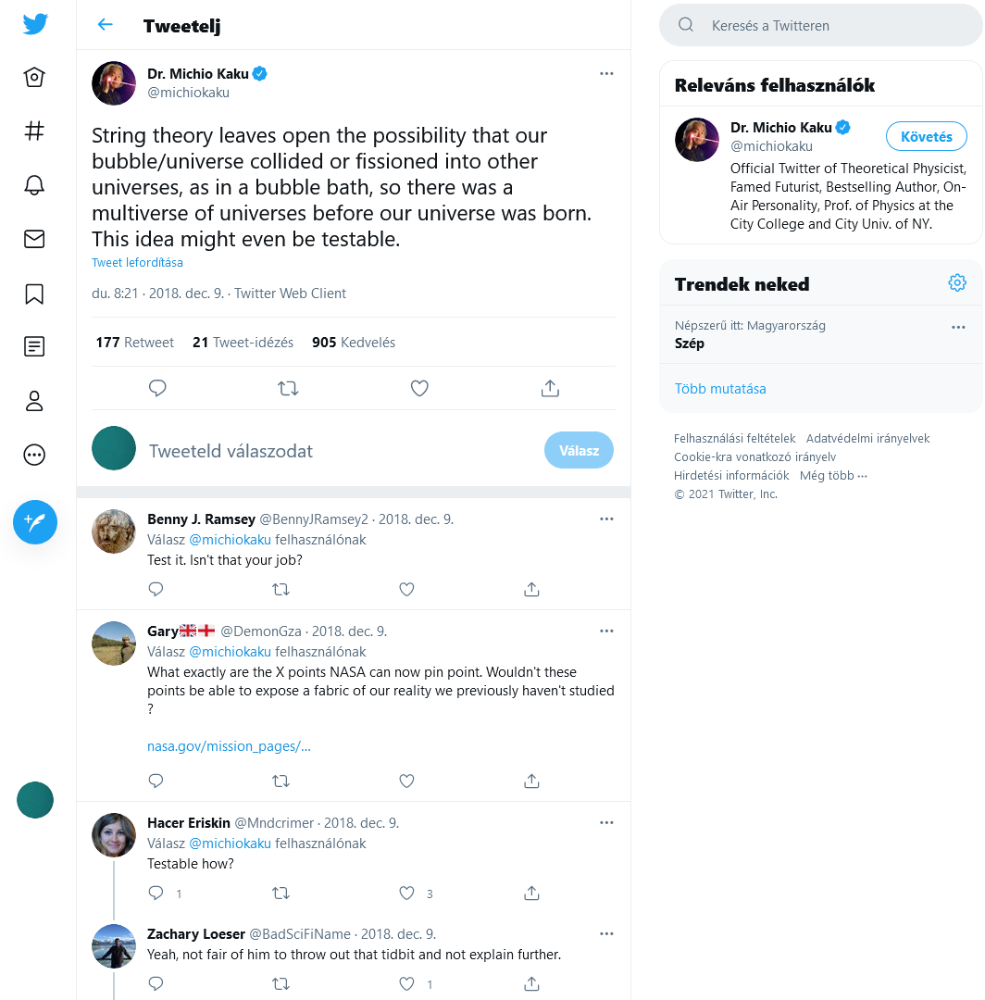 Tweetelj
Dr. Michio Kaku
@michiokaku
String theory leaves open the possibility that our
bubble/universe collided or fissioned into other
universes, as in a bubble bath, so there was a
multiverse of universes before our universe was born.
This idea might even be testable.
Tweet lefordítása
du. 8:21 · 2018. dec. 9. · Twitter Web Client
177 Retweet 21 Tweet-idézés 905 Kedvelés
Tweeteld válaszodat
Válasz
Benny J. Ramsey @BennyJRamsey2 · 2018. dec. 9.
Válasz @michiokaku felhasználónak
Test it. Isn't that your job?
Gary @DemonGza · 2018. dec. 9.
Válasz @michiokaku felhasználónak
What exactly are the X points NASA can now pin point. Wouldn't these
points be able to expose a fabric of our reality we previously haven't studied
?
nasa.gov/mission_pages/...
Hacer Eriskin @Mndcrimer · 2018. dec. 9.
Válasz @michiokaku felhasználónak
Testable how?
1 3
Zachary Loeser @BadSciFiName · 2018. dec. 9.
Yeah, not fair of him to throw out that tidbit and not explain further.
1
Keresés a Twitteren
Releváns felhasználók
Dr. Michio Kaku
@michiokaku
Követés
Official Twitter of Theoretical Physicist,
Famed Futurist, Bestselling Author, On-
Air Personality, Prof. of Physics at the
City College and City Univ. of NY.
Trendek neked
Népszerű itt: Magyarország
Szép
Több mutatása
Felhasználási feltételek Adatvédelmi irányelvek
Cookie-kra vonatkozó irányelv
Hirdetési információk Még több ···
© 2021 Twitter, Inc.